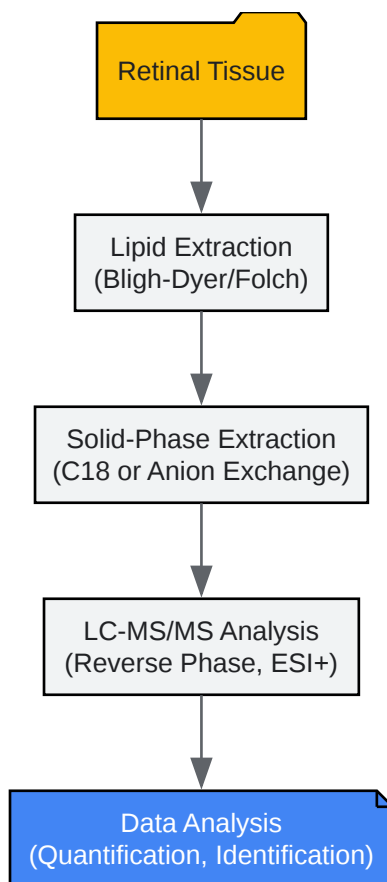 Retinal Tissue
Lipid Extraction
(Bligh-Dyer/Folch)
Solid-Phase Extraction
(C18 or Anion Exchange)
LC-MS/MS Analysis
(Reverse Phase, ESI+)
Data Analysis
(Quantification, Identification)